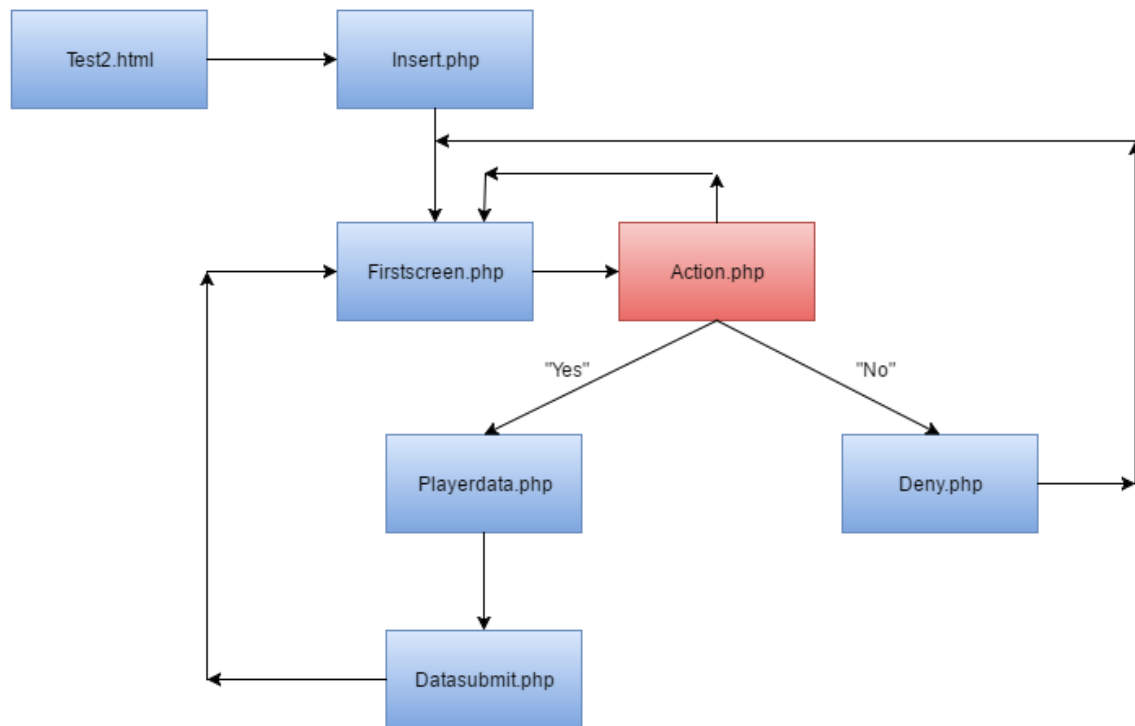 Test2.html
Insert.php
Firstscreen.php
Action.php
"Yes"
"No"
Playerdata.php
Deny.php
Datasubmit.php